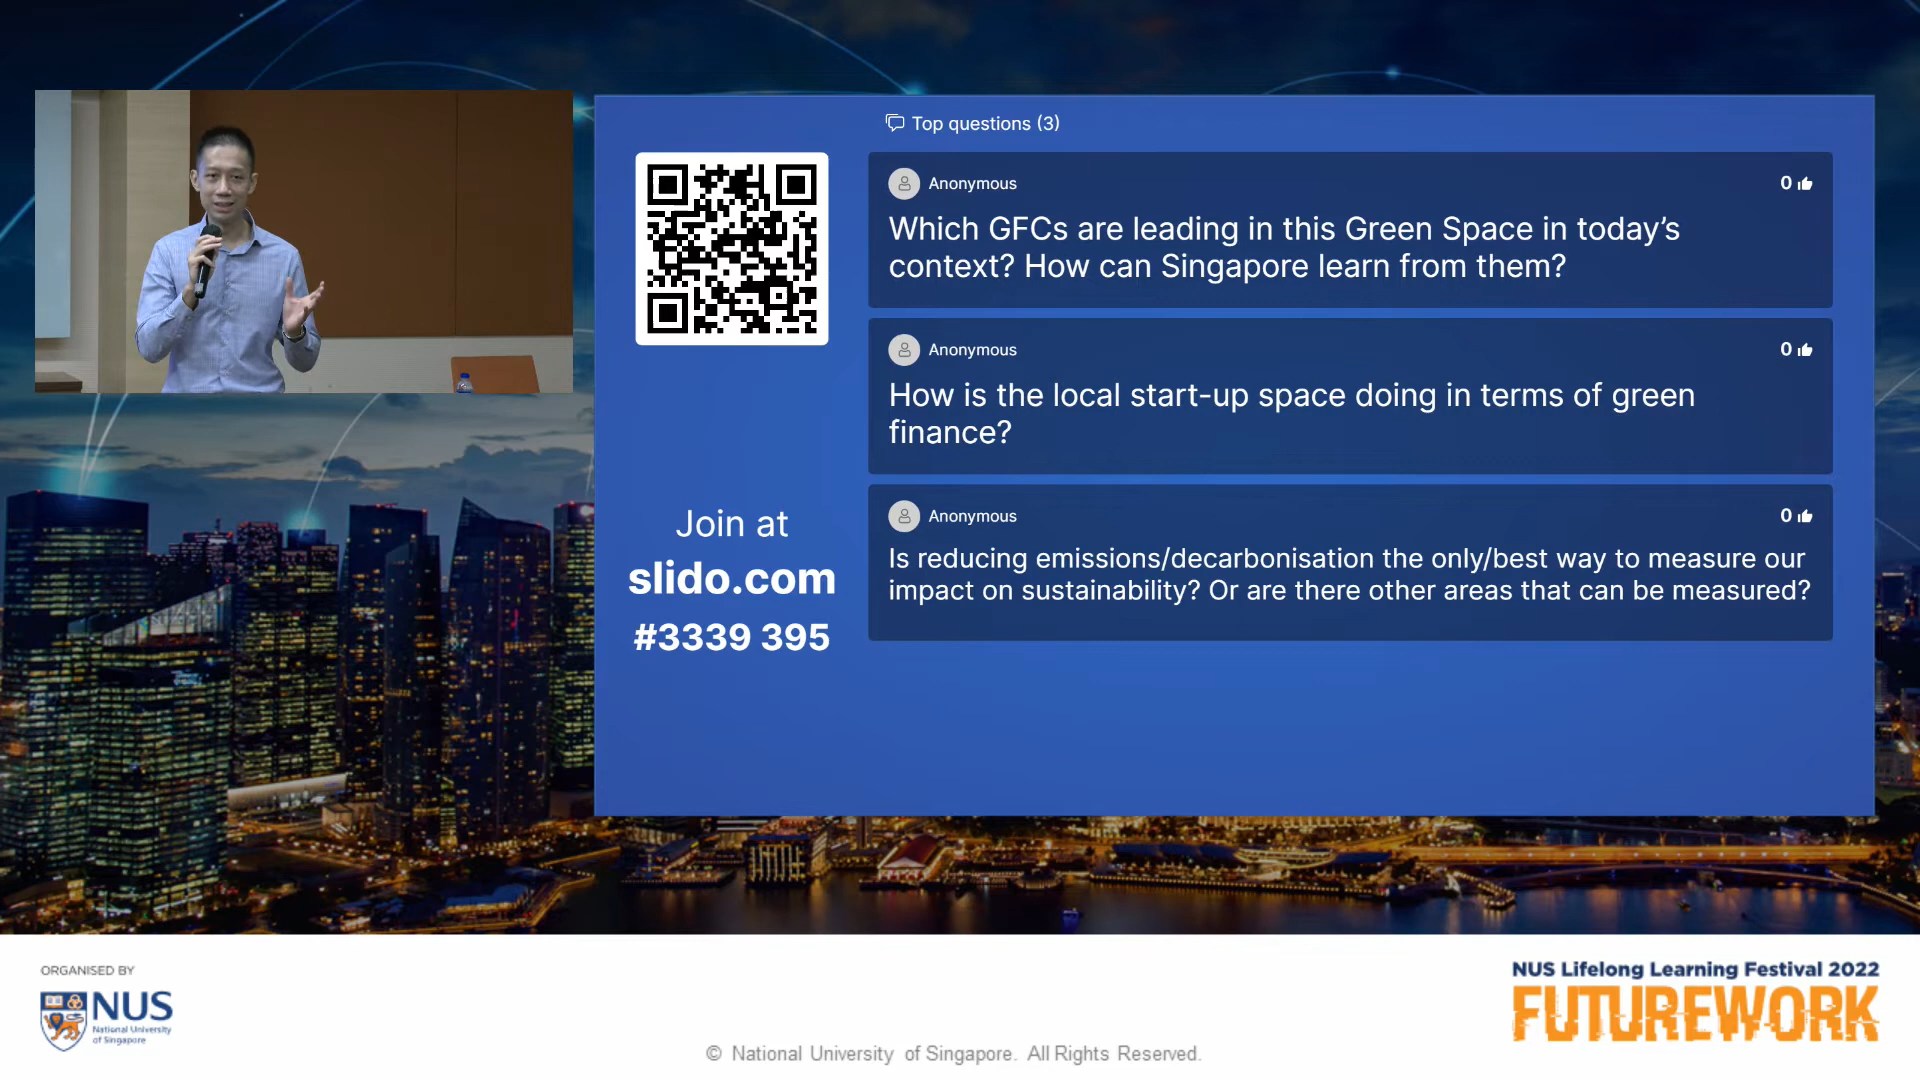 Top questions (3)
Anonymous
0
Which GFCs are leading in this Green Space in today's
context? How can Singapore learn from them?
Anonymous
0
How is the local start-up space doing in terms of green
finance?
Anonymous
0
Is reducing emissions/decarbonisation the only/best way to measure our
impact on sustainability? Or are there other areas that can be measured?
Join at
slido.com
#3339 395
ORGANISED BY
NUS
National University
of Singapore
NUS Lifelong Learning Festival 2022
FUTUREWORK
© National University of Singapore. All Rights Reserved.